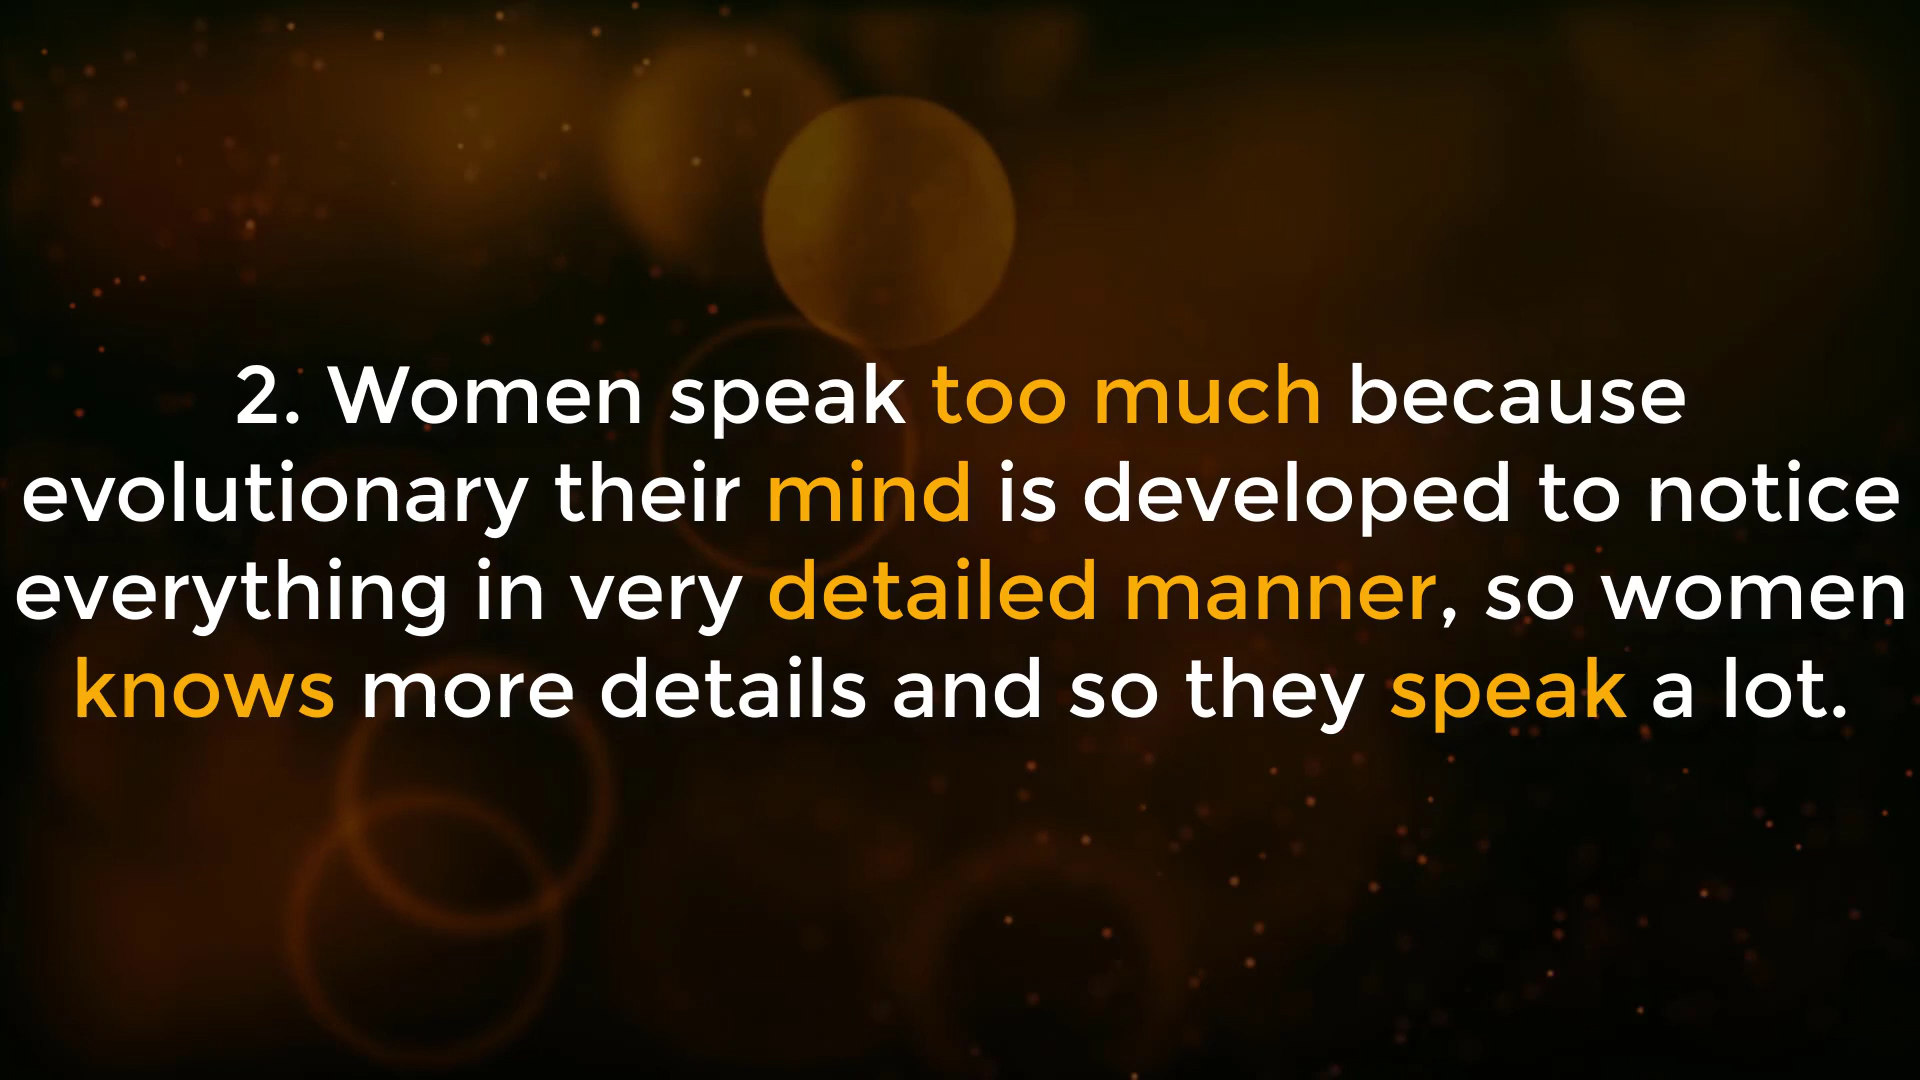 2. Women speak too much because
evolutionary their mind is developed to notice
everything in very detailed manner, so women
knows more details and so they speak a lot.